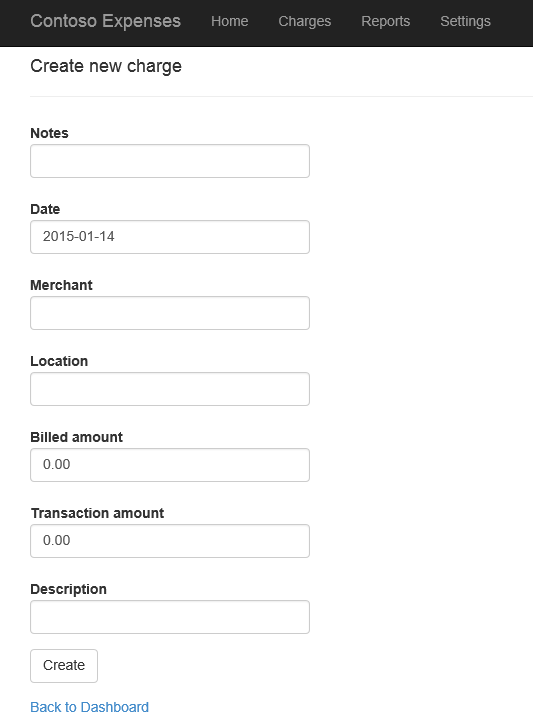 Contoso Expenses Home Charges Reports Settings
Create new charge
Notes
Date
2015-01-14
Merchant
Location
Billed amount
0.00
Transaction amount
0.00
Description
Create
Back to Dashboard